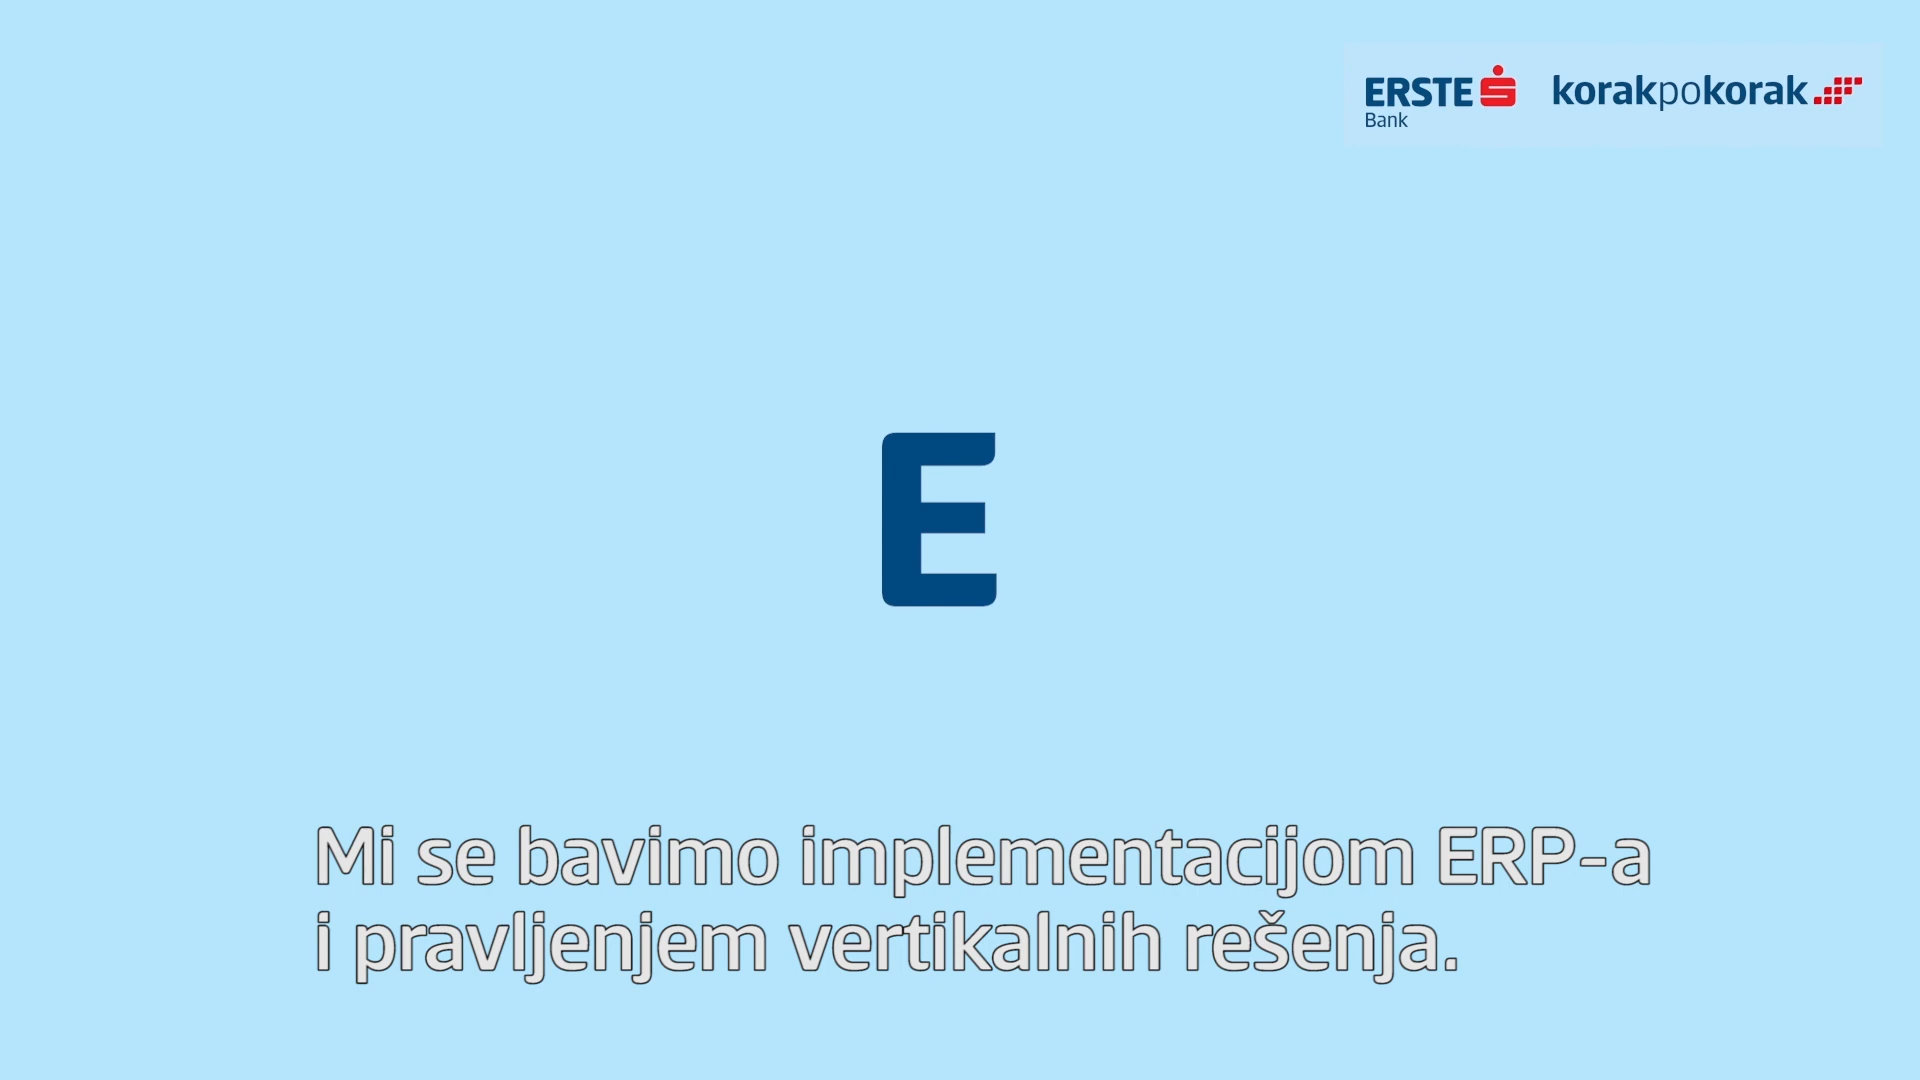 ERSTE
Bank
korakpokorak
E
Mi se bavimo implementacijom ERP-a
i pravljenjem vertikalnih rešenja.